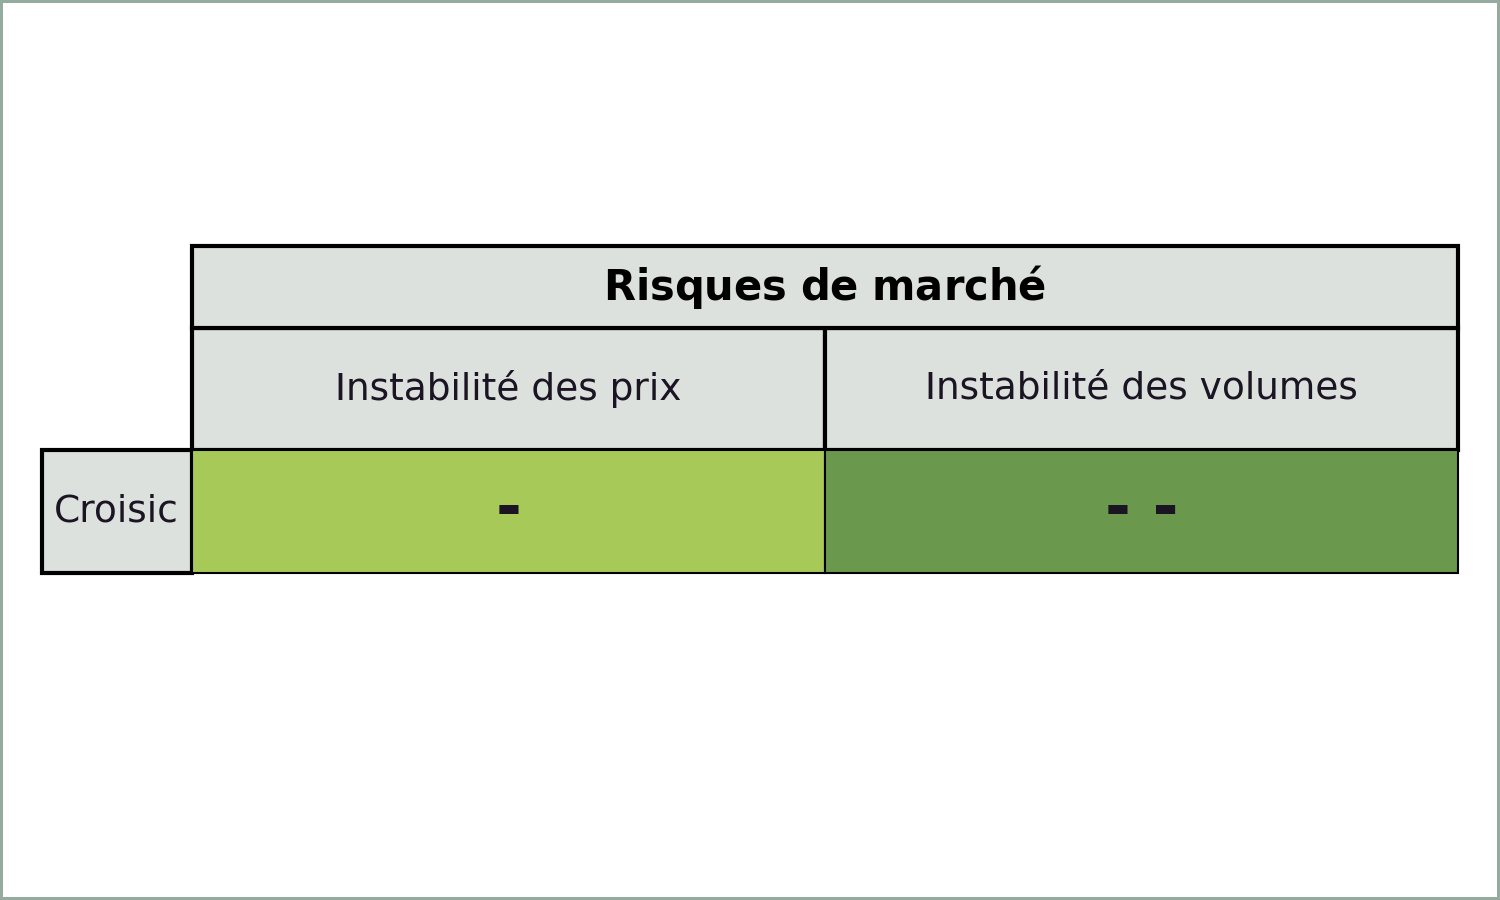 Risques de marché
Instabilité des prix
Instabilité des volumes
Croisic
-
- -